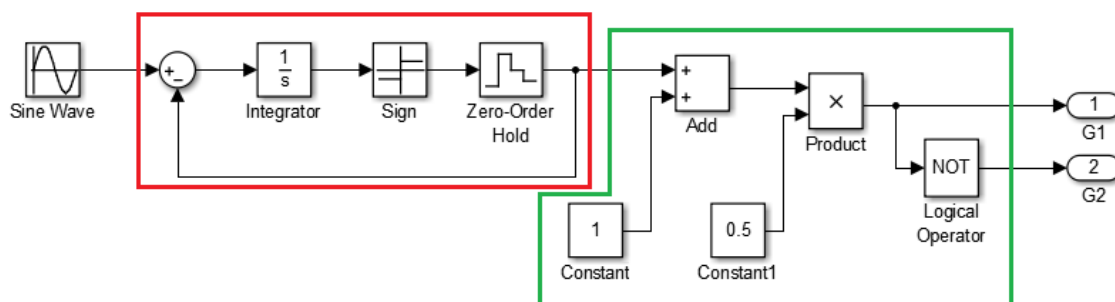 +
−
1
s
+
+
×
1
Sine Wave
Integrator
Sign
Zero-Order
Hold
Add
Product
G1
NOT
2
G2
1
0.5
Logical
Operator
Constant
Constant1